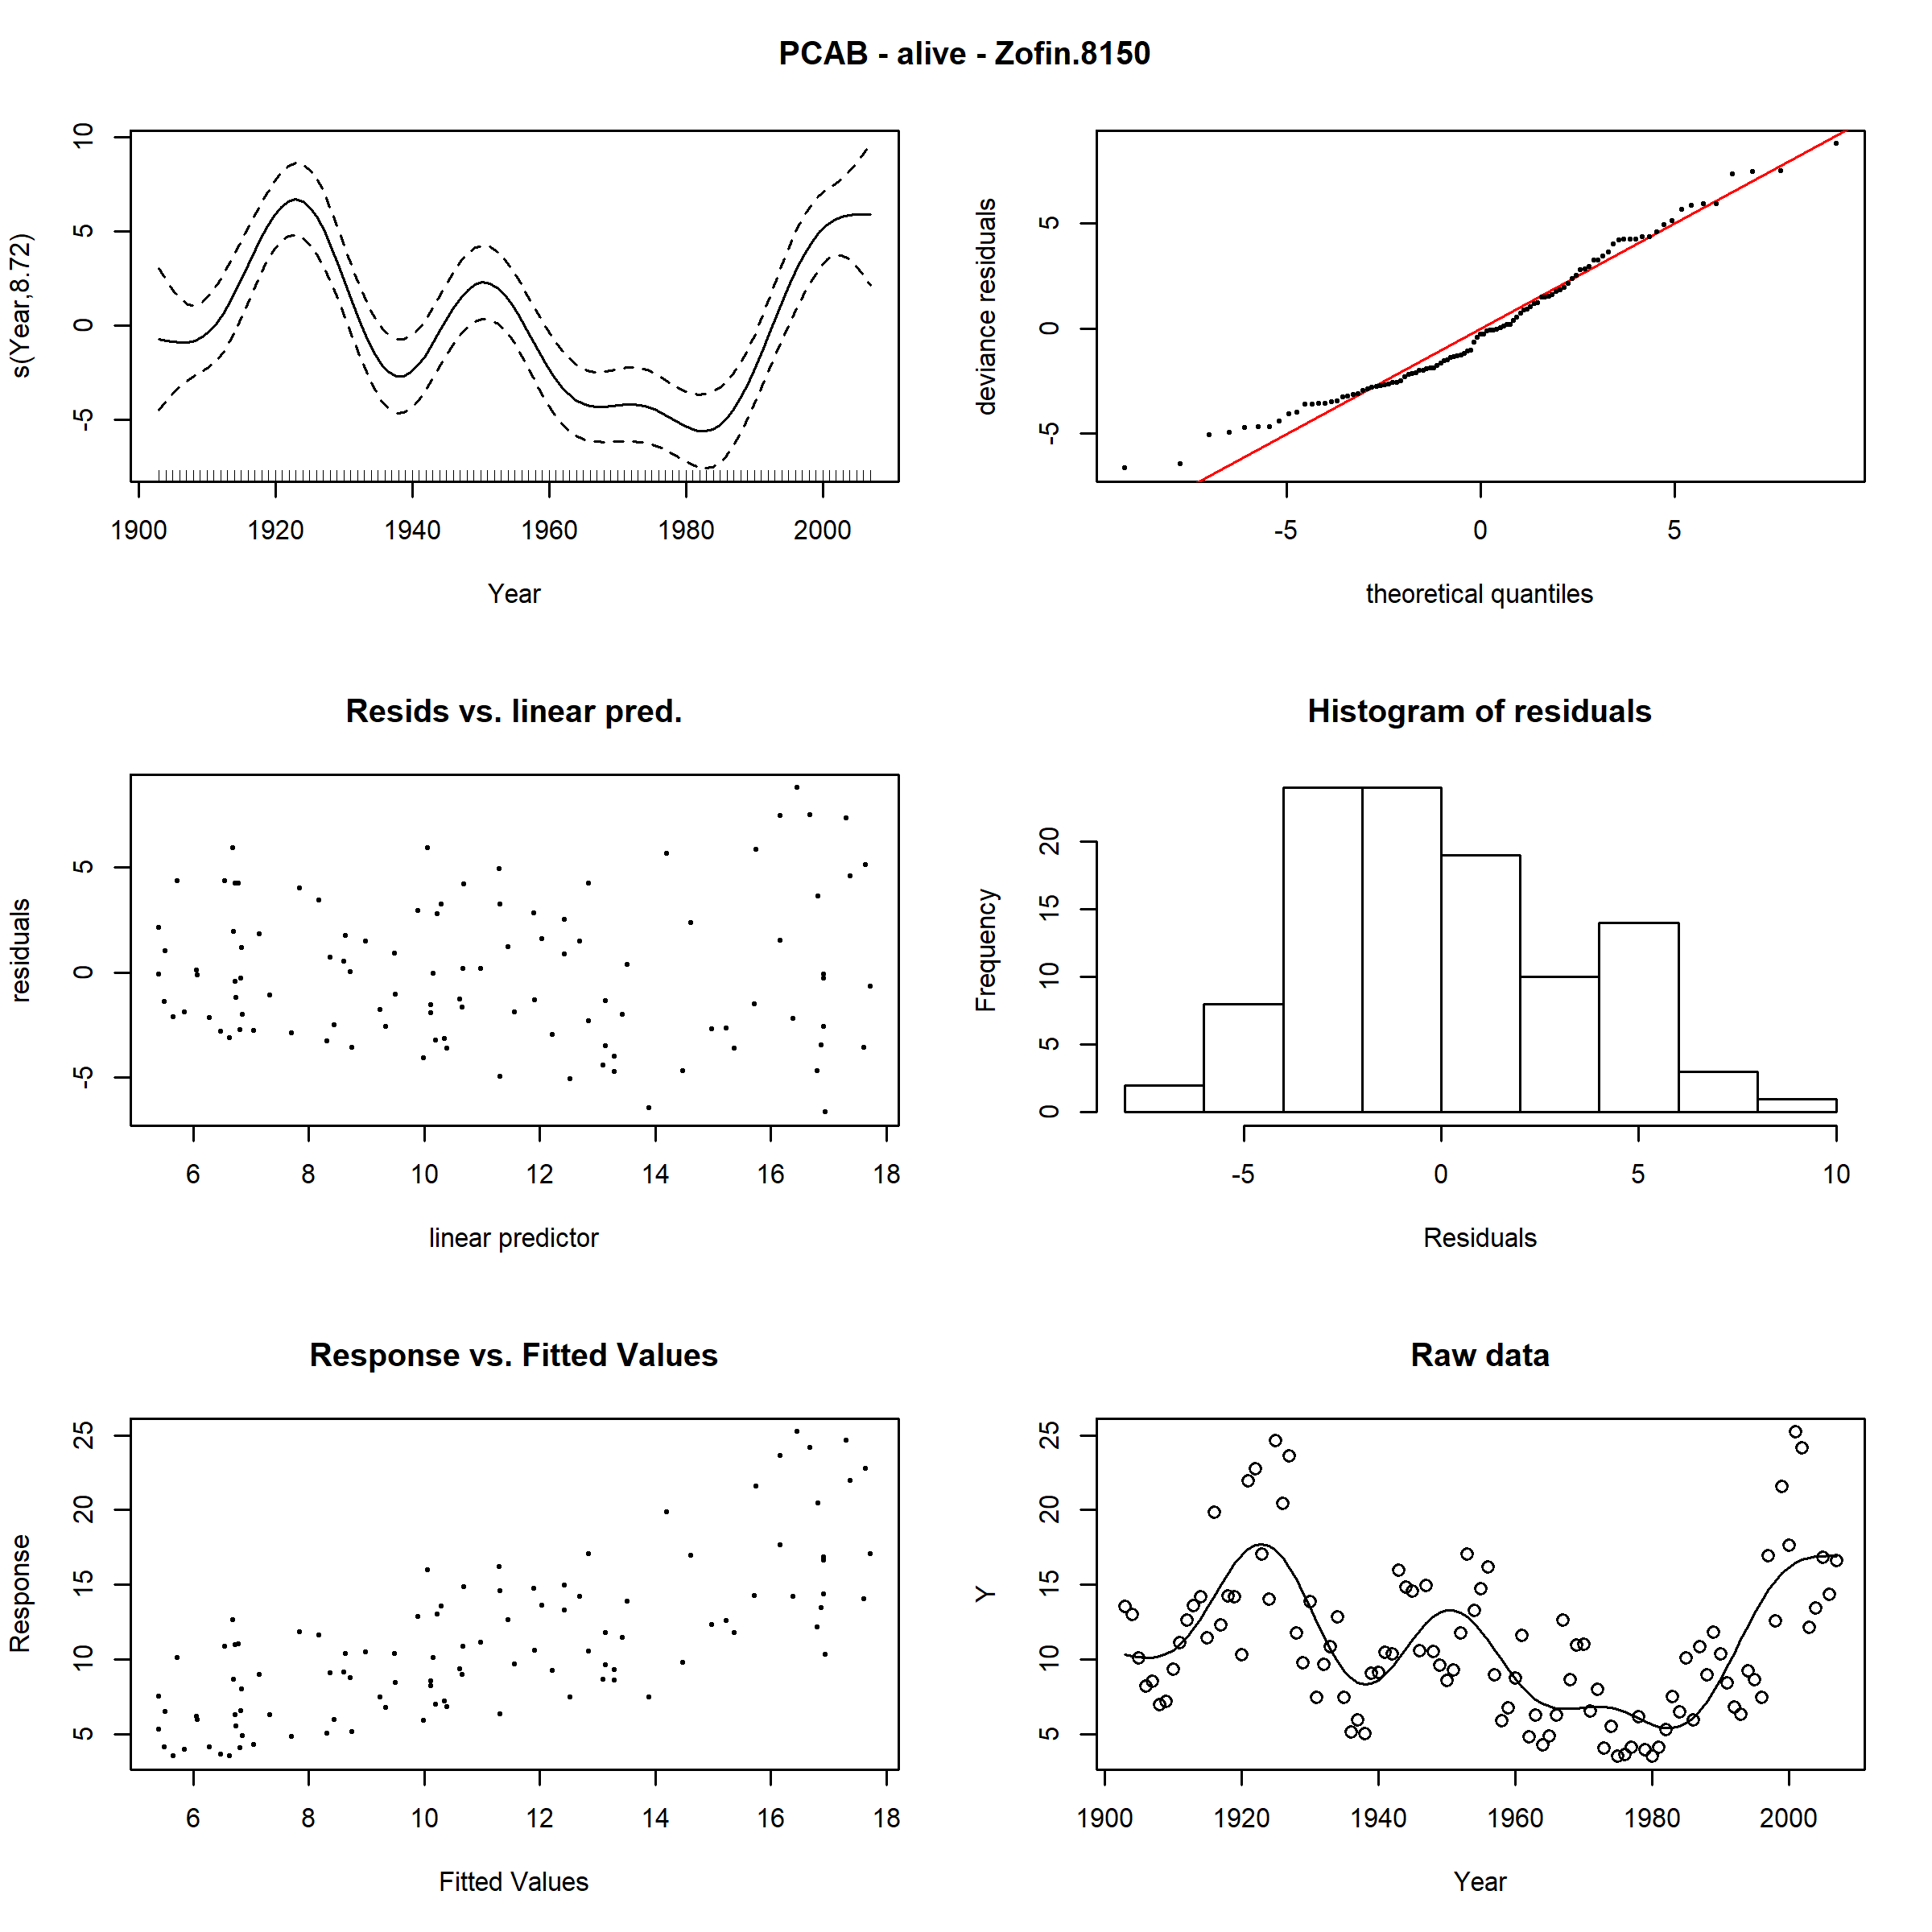 PCAB - alive - Zofin.8150
s(Year,8.72)
10
5
0
-5
1900 1920 1940 1960 1980 2000
Year
deviance residuals
5
0
-5
-5 0 5
theoretical quantiles
Resids vs. linear pred.
residuals
5
0
-5
6 8 10 12 14 16 18
linear predictor
Histogram of residuals
Frequency
20
15
10
5
0
-5 0 5 10
Residuals
Response vs. Fitted Values
Response
25
20
15
10
5
6 8 10 12 14 16 18
Fitted Values
Raw data
Y
25
20
15
10
5
1900 1920 1940 1960 1980 2000
Year